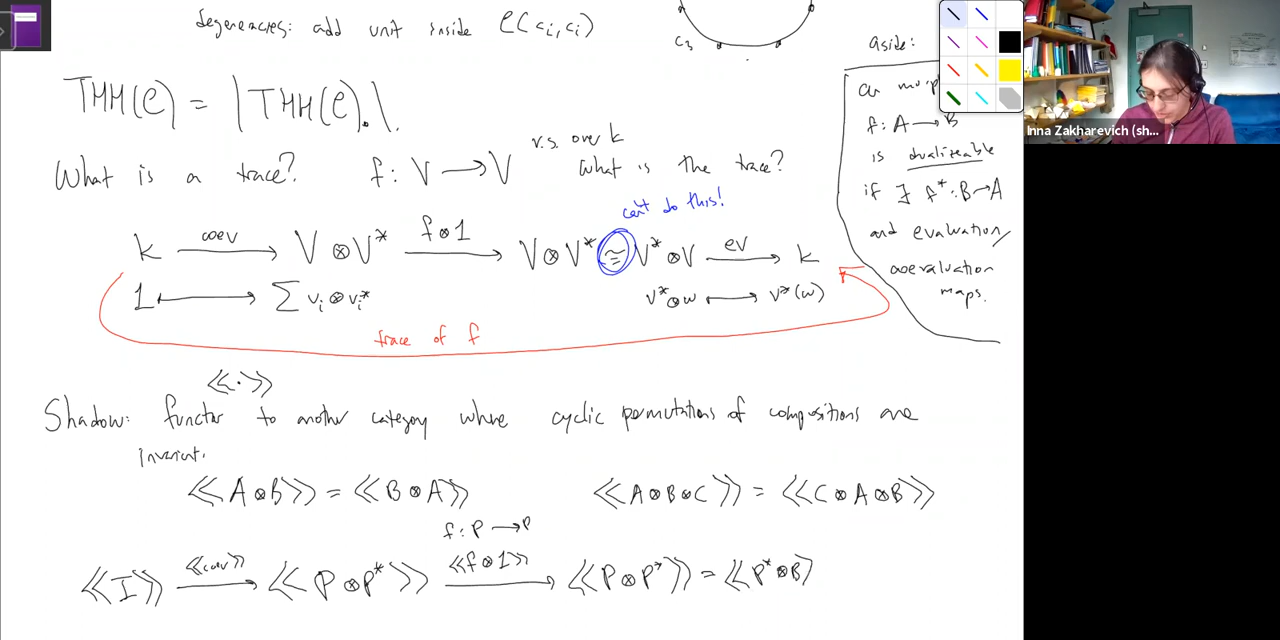 degeneracies: add unit inside C(c_i, c_i)
c_3
aside:
THH(C) = |THH(C).|.
f: A → B
is dualizeable
if ∃ f*: B → A
and evaluation/
coevaluation
maps.
v.s. over k
What is a trace? f: V → V What is the trace?
can't do this!
k —coev→ V ⊗ V* —f⊗1→ V ⊗ V* ≅ V* ⊗ V —ev→ k
1 ↦ Σ v_i ⊗ v_i* v* ⊗ w ↦ v*(w)
trace of f
⟪·⟫
Shadow: functor to another category where cyclic permutations of compositions are
invariant.
⟪A ⊗ B⟫ = ⟪B ⊗ A⟫ ⟪A ⊗ B ⊗ C⟫ = ⟪C ⊗ A ⊗ B⟫
f: P → P
⟪I⟫ —⟪coev⟫→ ⟪P ⊗ P*⟫ —⟪f ⊗ 1⟫→ ⟪P ⊗ P*⟫ = ⟪P* ⊗ B⟩
Inna Zakharevich (sh...